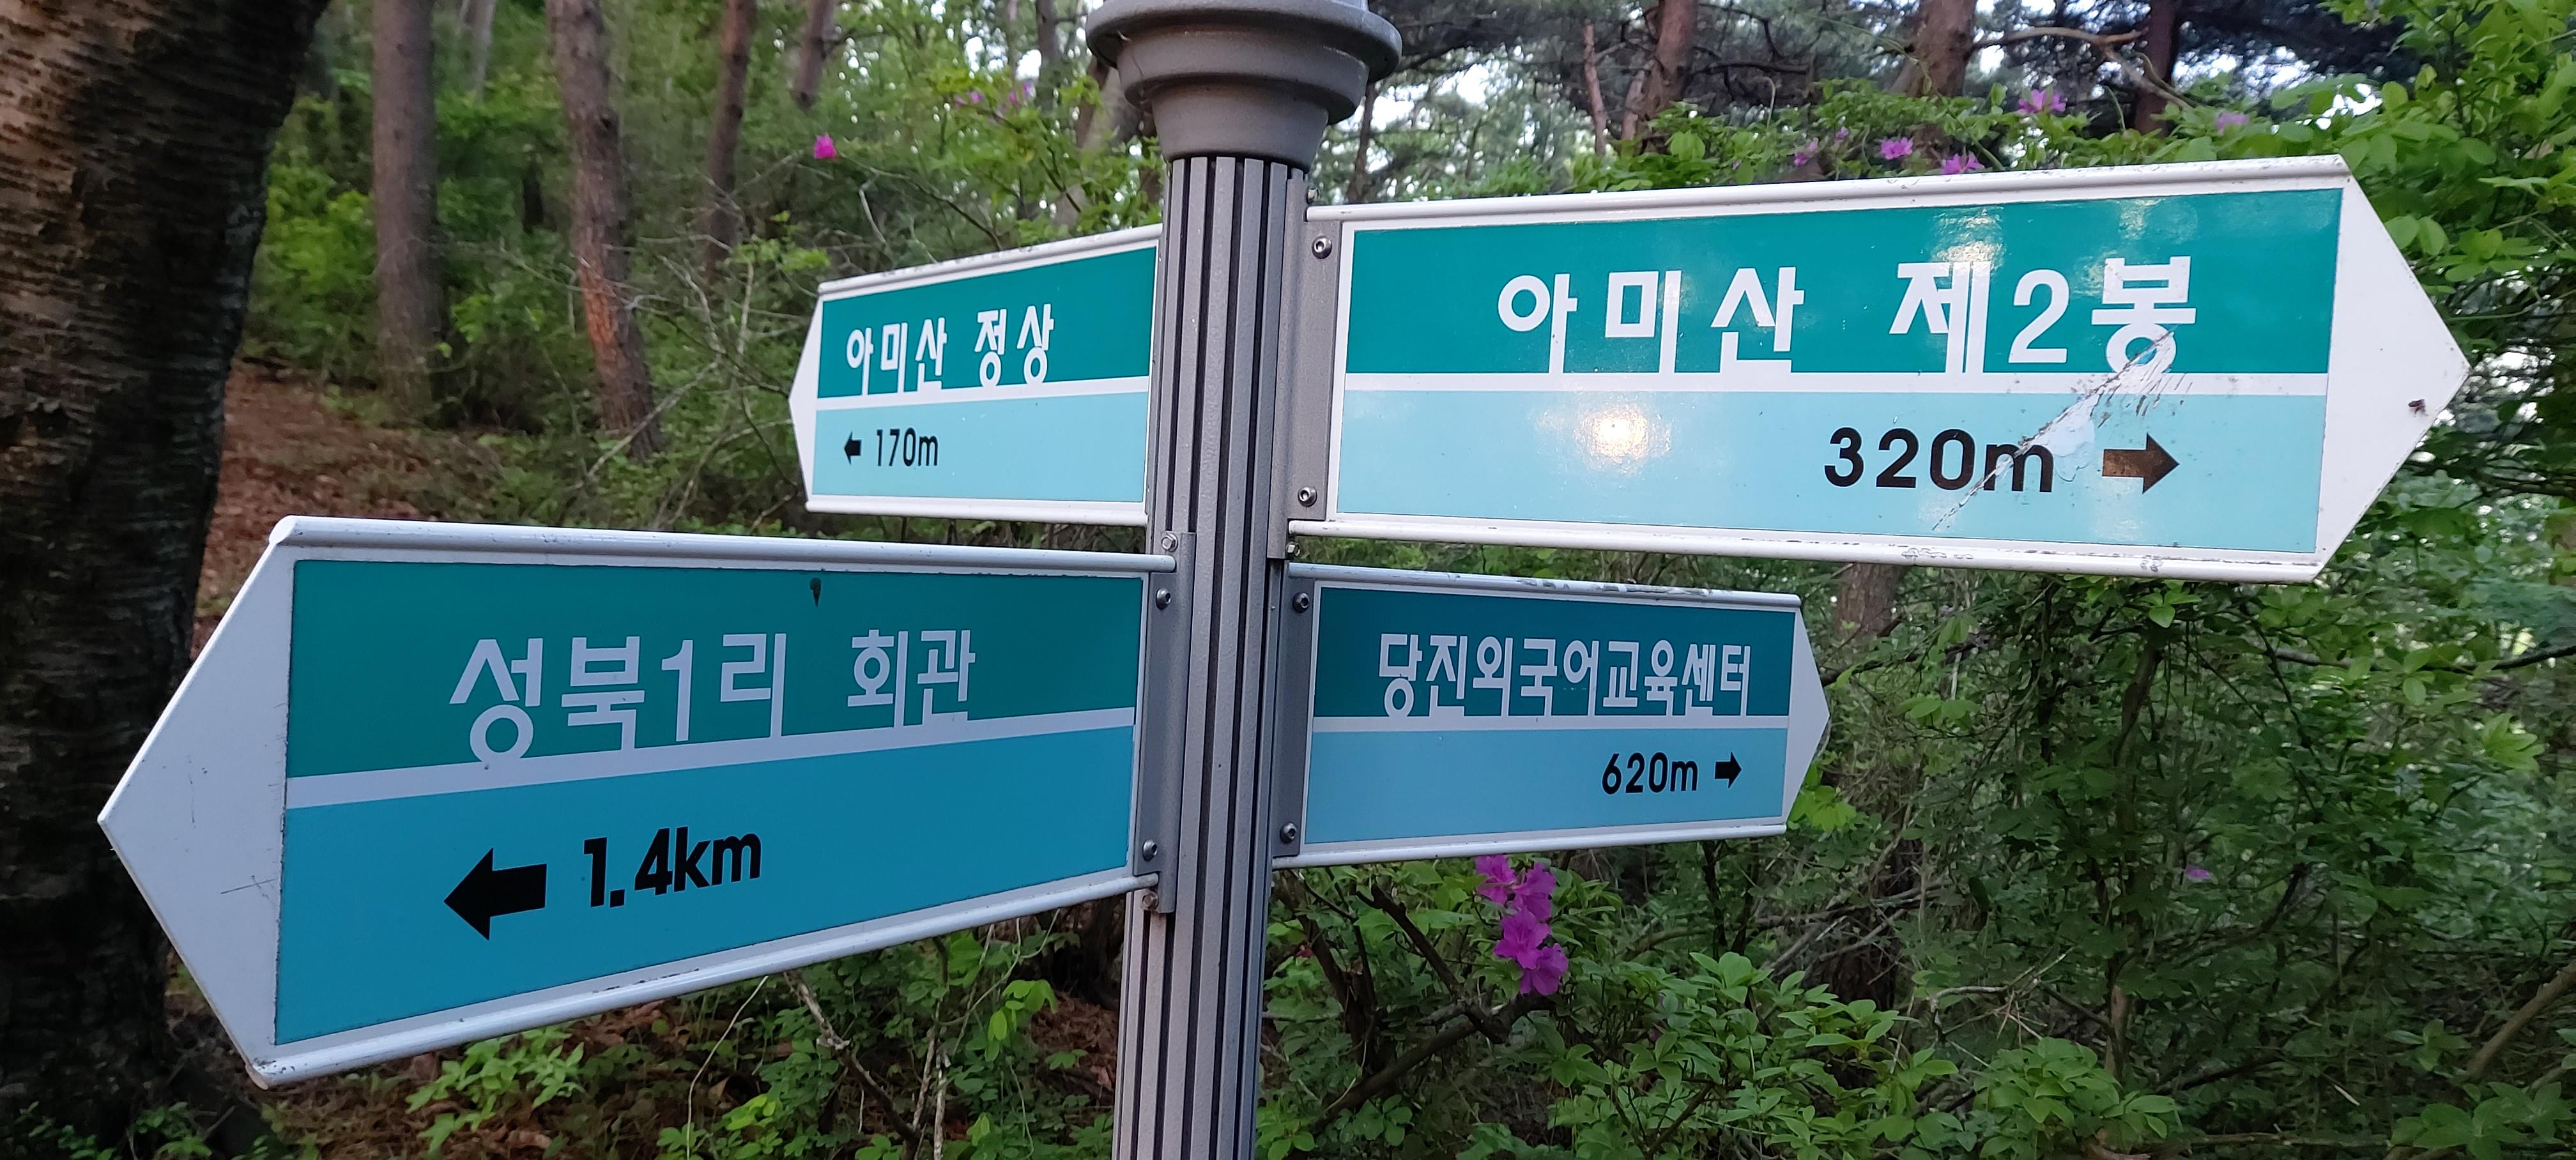 아미산 정상
← 170m
아미산 제2봉
320m →
성북1리 회관
← 1.4km
당진외국어교육센터
620m →